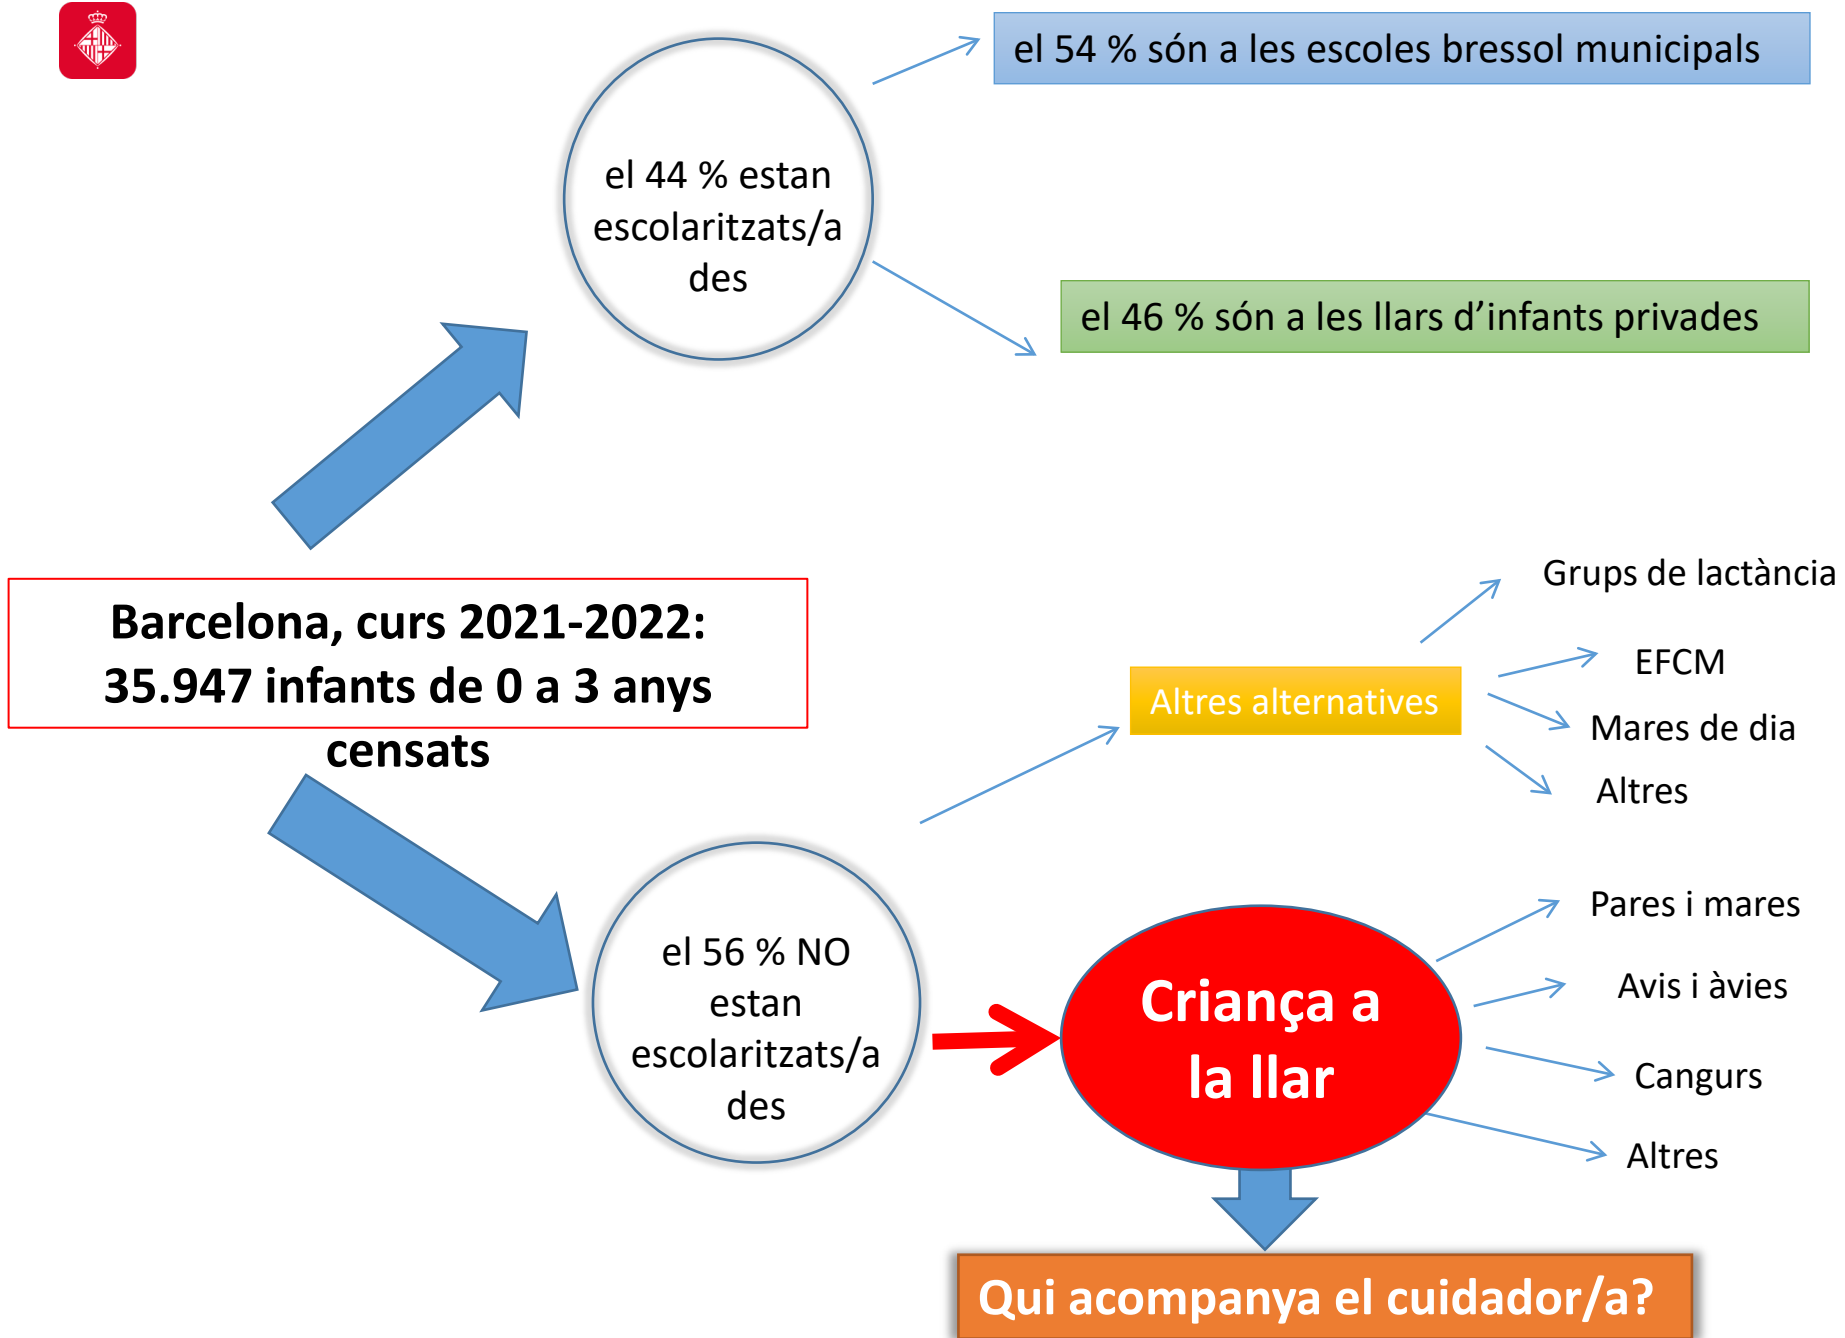 el 54 % són a les escoles bressol municipals
el 44 % estan
escolaritzats/a
des
el 46 % són a les llars d’infants privades
Barcelona, curs 2021-2022:
35.947 infants de 0 a 3 anys
censats
Grups de lactància
EFCM
Altres alternatives
Mares de dia
Altres
el 56 % NO
estan
escolaritzats/a
des
Criança a
la llar
Pares i mares
Avis i àvies
Cangurs
Altres
Qui acompanya el cuidador/a?